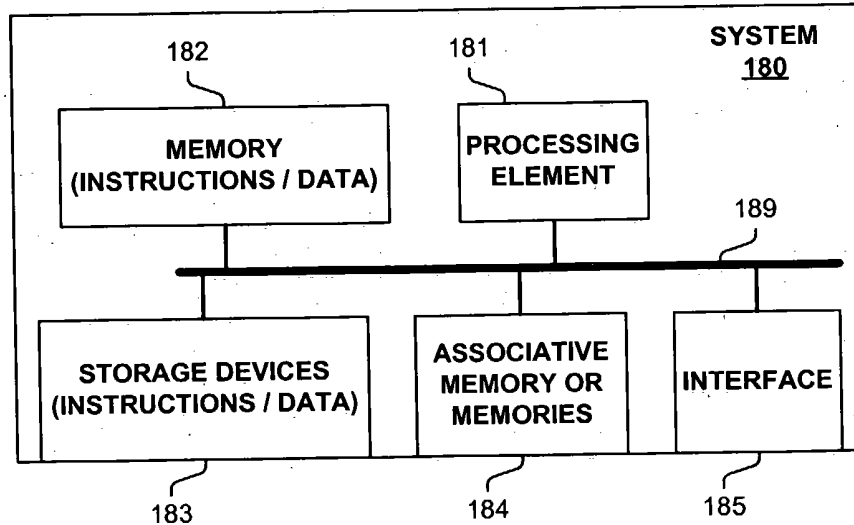 SYSTEM
180
182
181
MEMORY
(INSTRUCTIONS / DATA)
PROCESSING
ELEMENT
189
STORAGE DEVICES
(INSTRUCTIONS / DATA)
ASSOCIATIVE
MEMORY OR
MEMORIES
INTERFACE
183
184
185